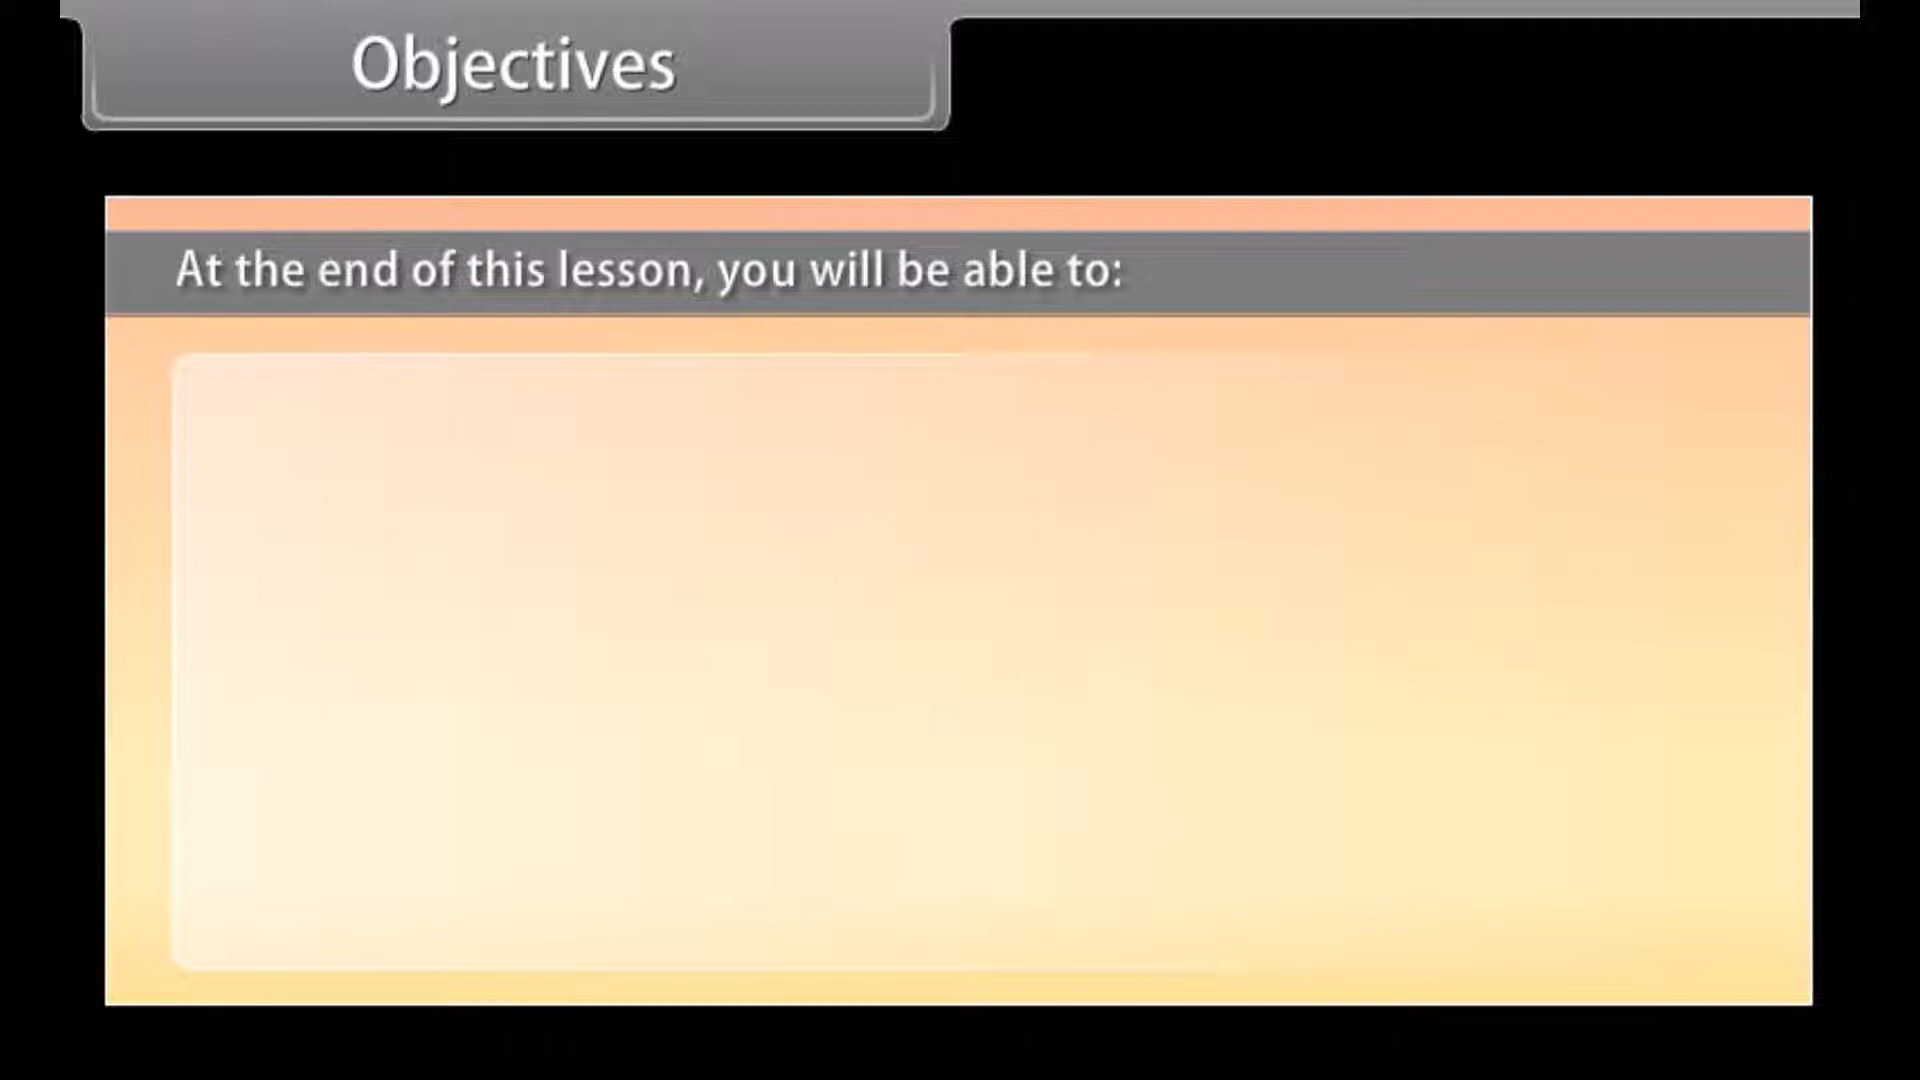 Objectives
At the end of this lesson, you will be able to: